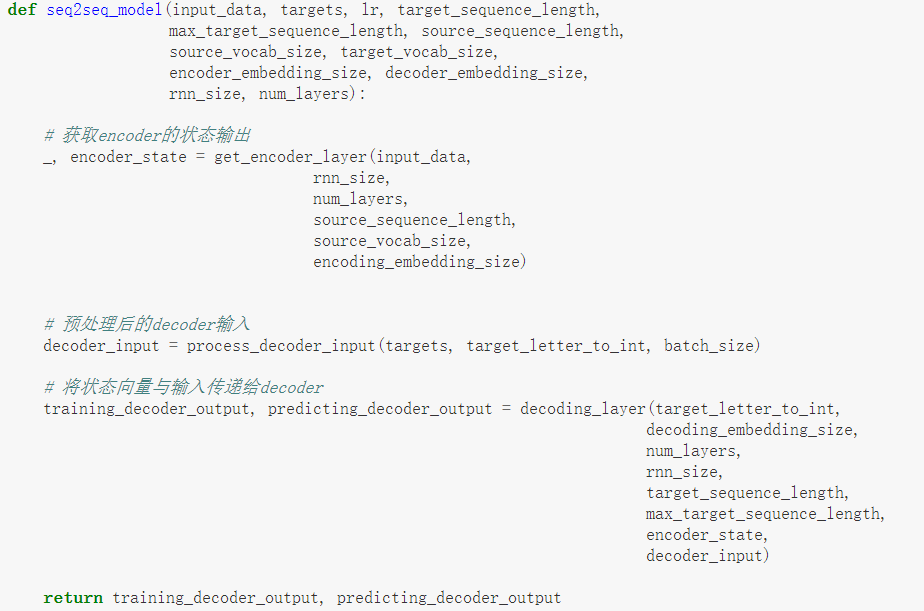 def seq2seq_model(input_data, targets, lr, target_sequence_length,
max_target_sequence_length, source_sequence_length,
source_vocab_size, target_vocab_size,
encoder_embedding_size, decoder_embedding_size,
rnn_size, num_layers):
# 获取encoder的状态输出
_, encoder_state = get_encoder_layer(input_data,
rnn_size,
num_layers,
source_sequence_length,
source_vocab_size,
encoding_embedding_size)
# 预处理后的decoder输入
decoder_input = process_decoder_input(targets, target_letter_to_int, batch_size)
# 将状态向量与输入传递给decoder
training_decoder_output, predicting_decoder_output = decoding_layer(target_letter_to_int,
decoding_embedding_size,
num_layers,
rnn_size,
target_sequence_length,
max_target_sequence_length,
encoder_state,
decoder_input)
return training_decoder_output, predicting_decoder_output